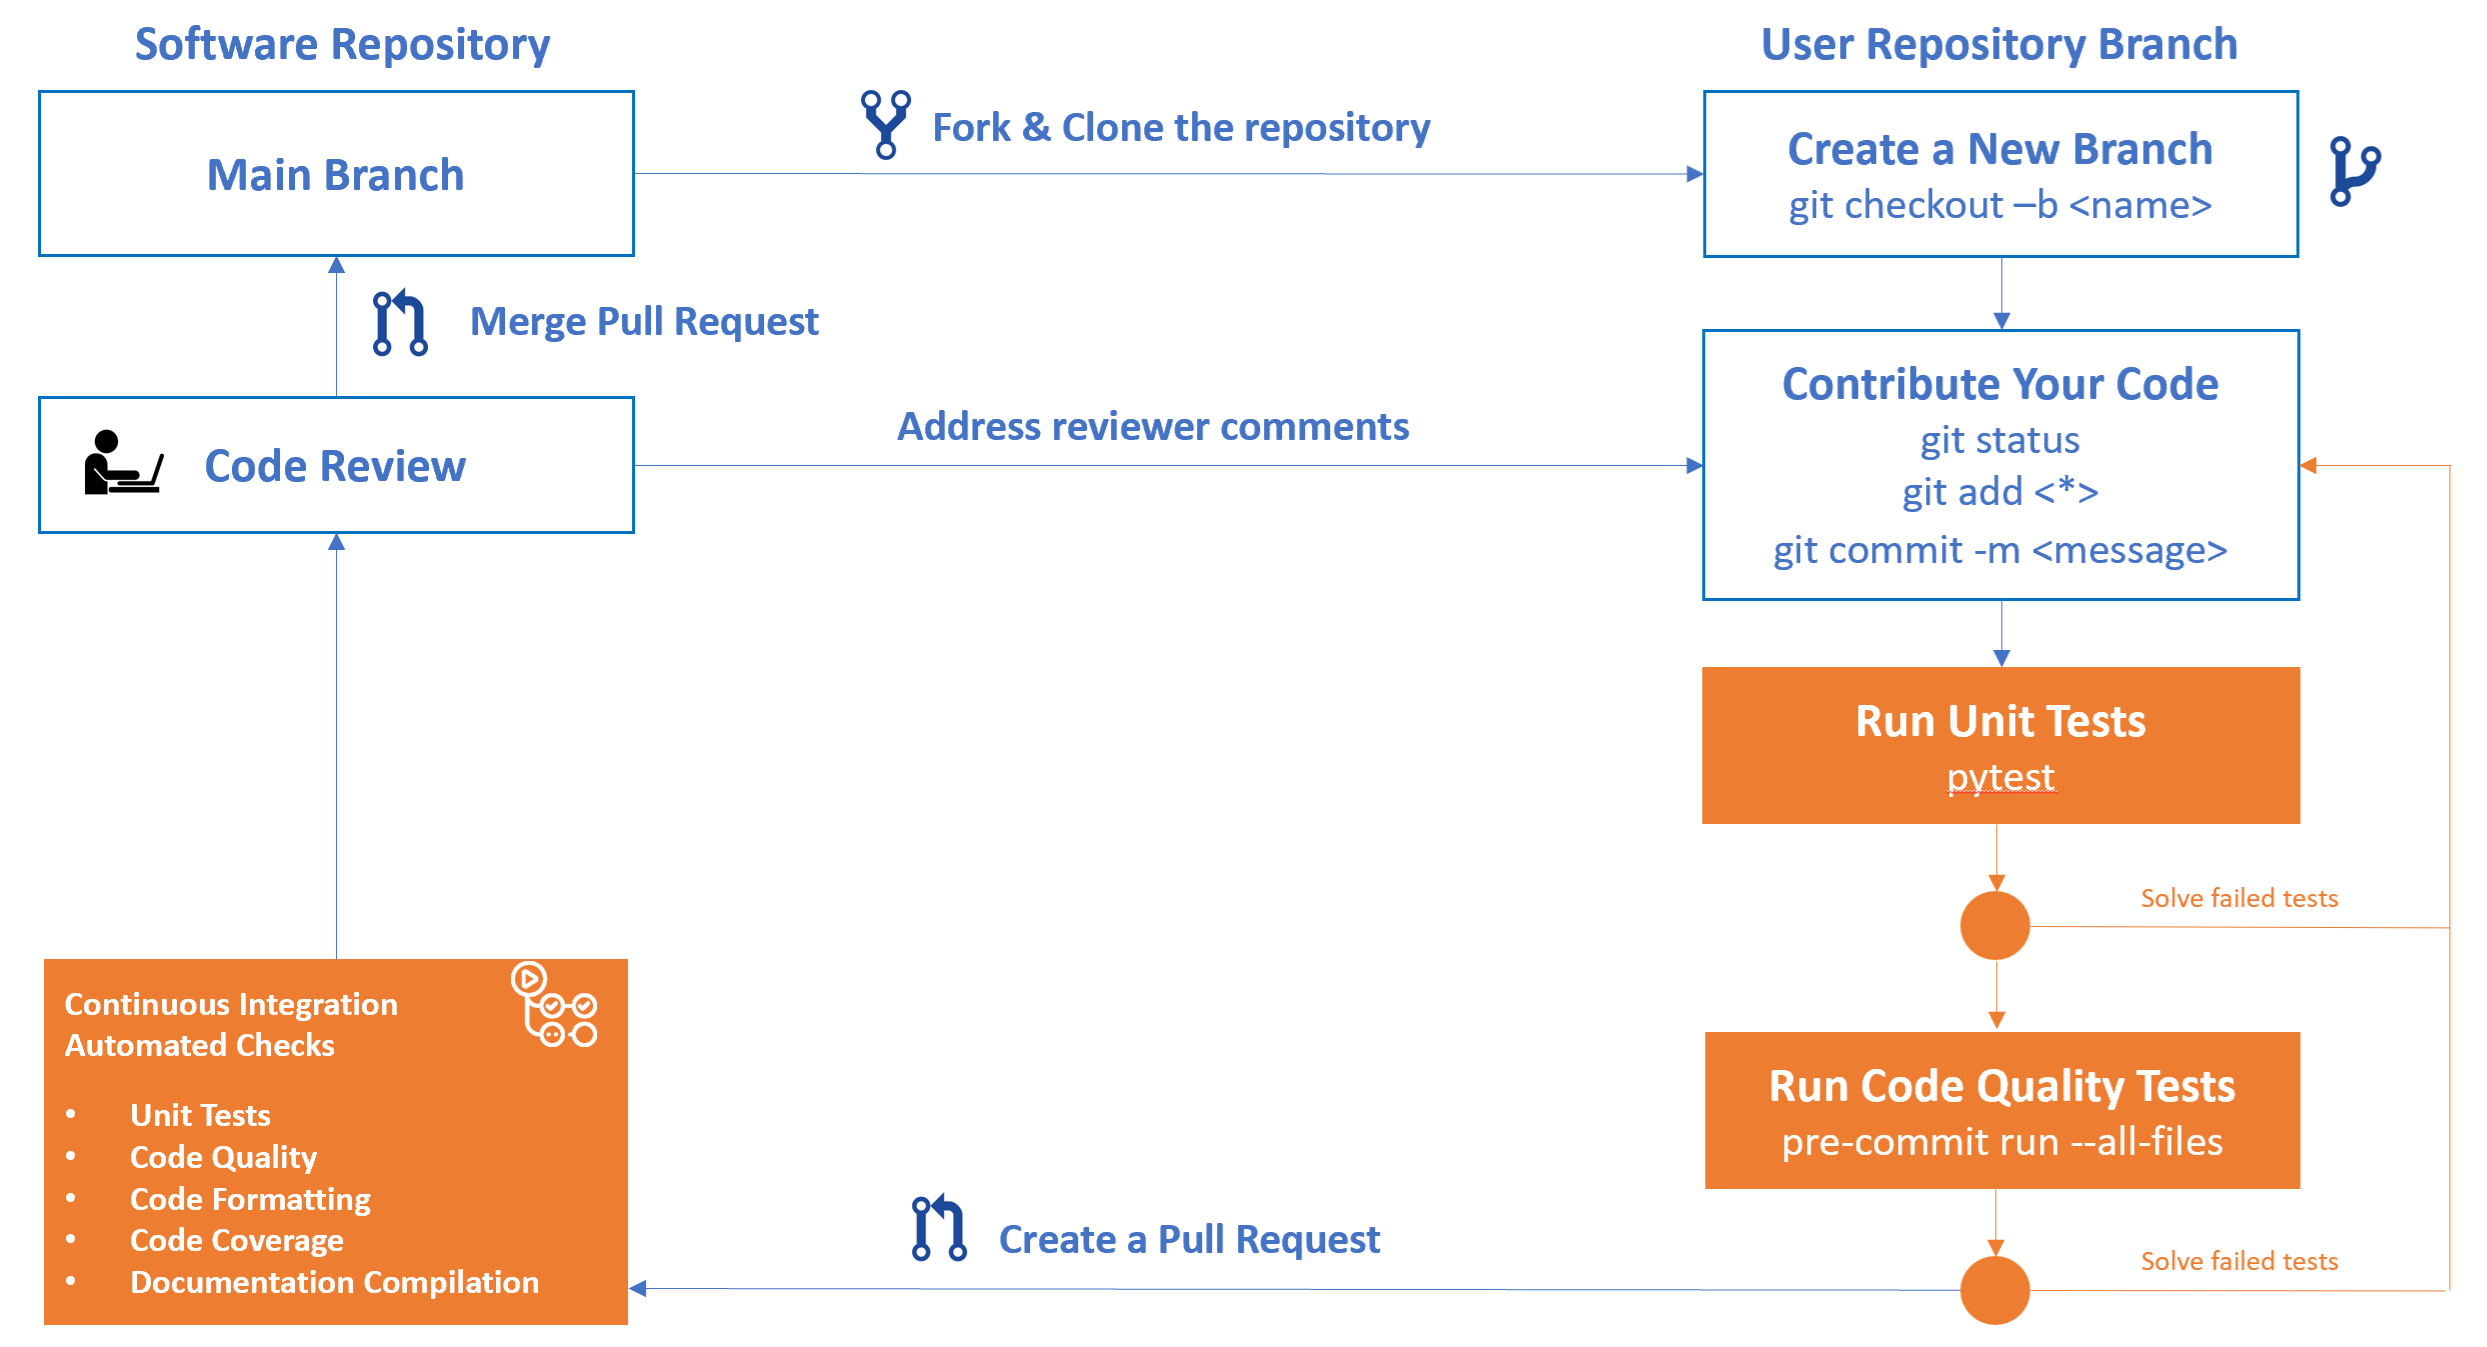 Software Repository
User Repository Branch
Main Branch
Fork & Clone the repository
Create a New Branch
git checkout –b <name>
Merge Pull Request
Contribute Your Code
git status
git add <*>
git commit -m <message>
Code Review
Address reviewer comments
Run Unit Tests
pytest
Solve failed tests
Run Code Quality Tests
pre-commit run --all-files
Solve failed tests
Create a Pull Request
Continuous Integration
Automated Checks
• Unit Tests
• Code Quality
• Code Formatting
• Code Coverage
• Documentation Compilation